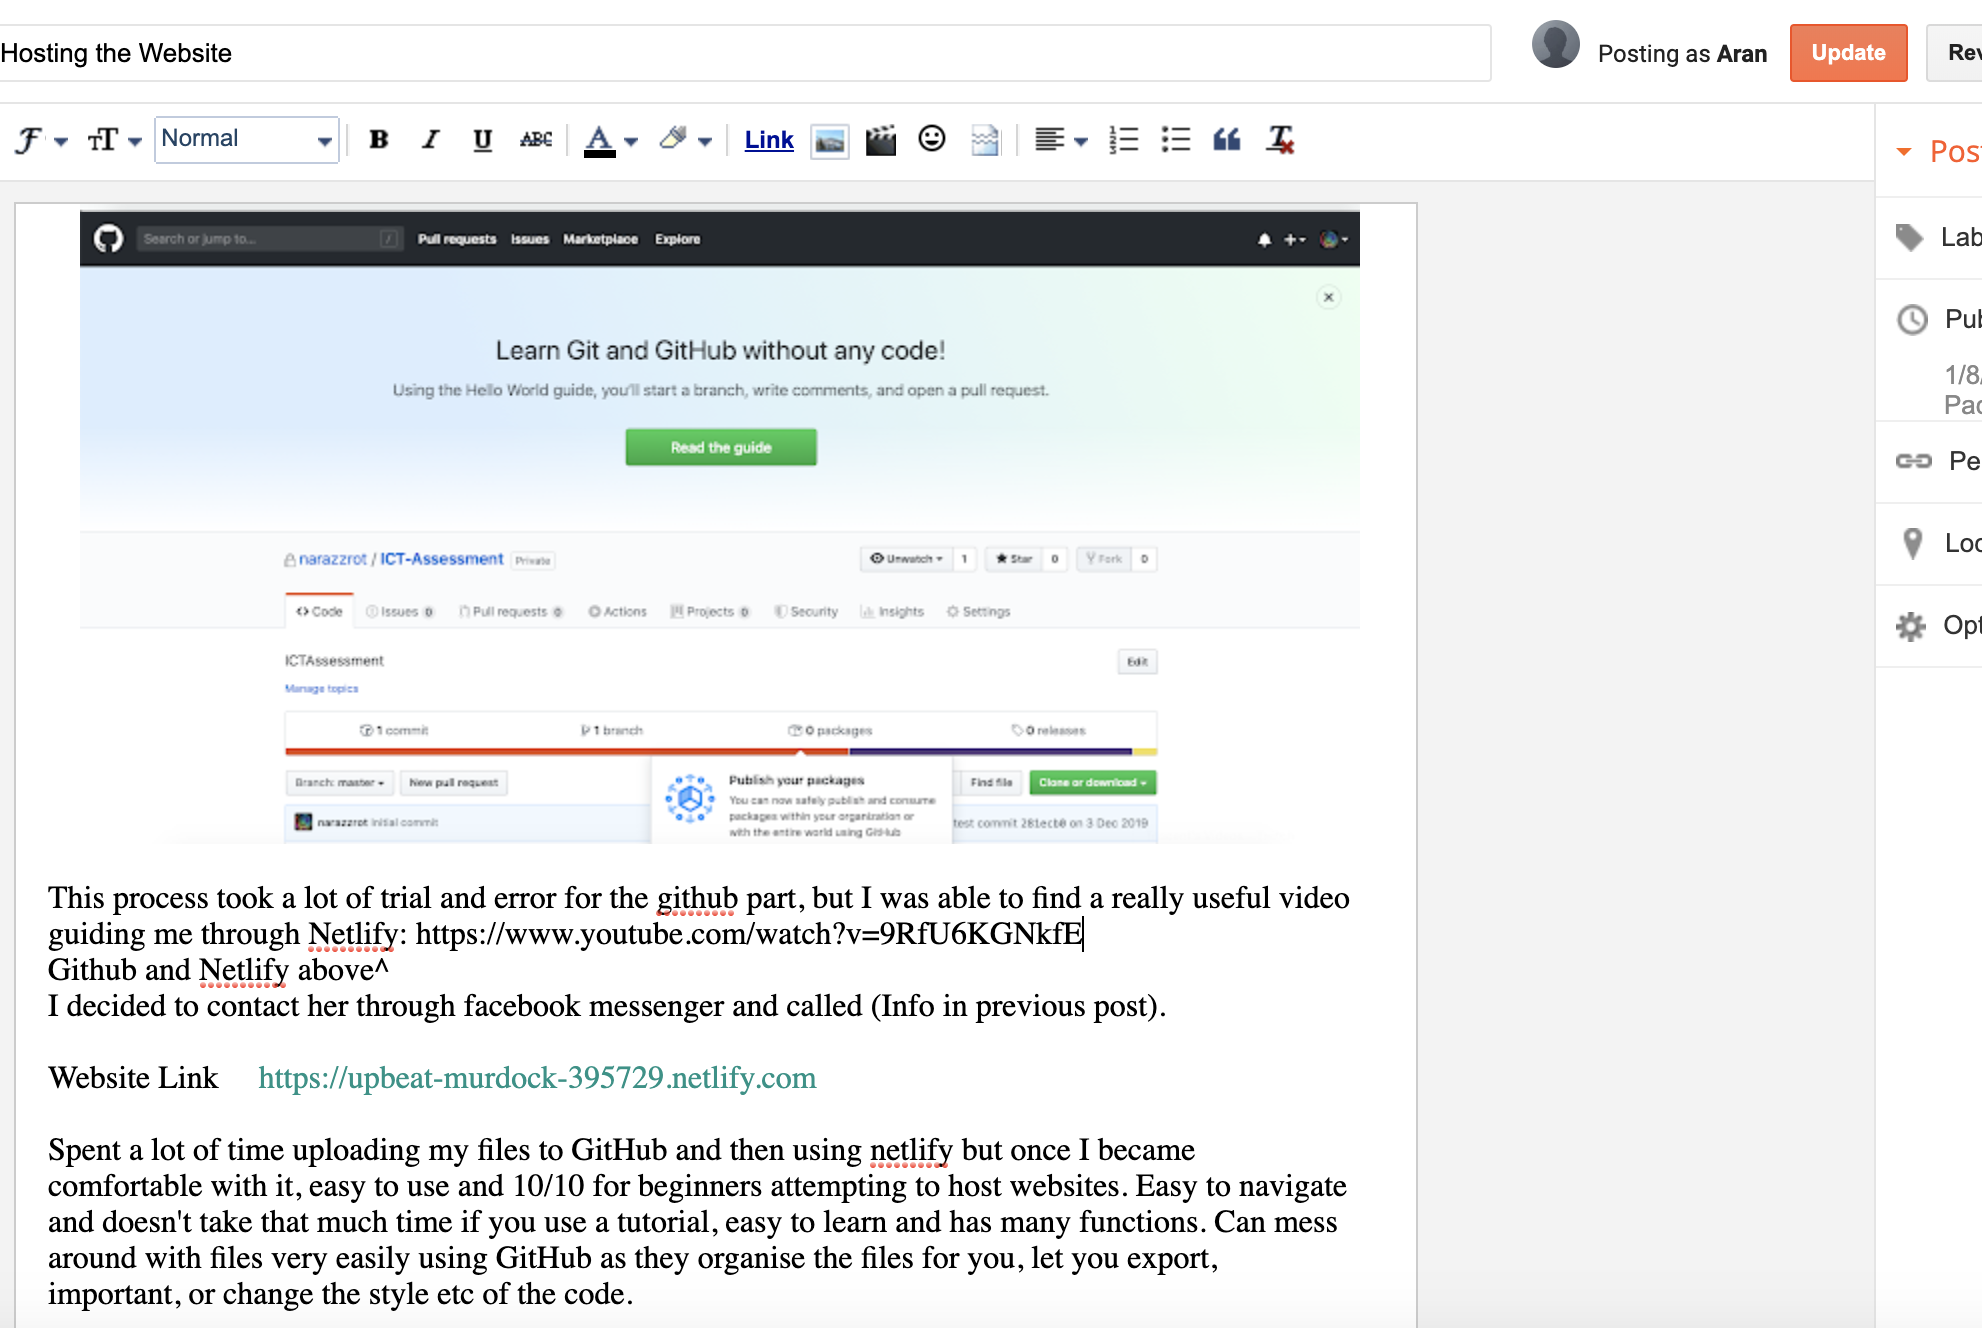 Hosting the Website
Posting as Aran
Update
Rev
Normal
B I U ABC A Link
Search or jump to... /
Pull requests Issues Marketplace Explore
Learn Git and GitHub without any code!
Using the Hello World guide, you'll start a branch, write comments, and open a pull request.
Read the guide
narazzrot / ICT-Assessment Private
Unwatch 1 Star 0 Fork 0
Code Issues 0 Pull requests 0 Actions Projects 0 Security Insights Settings
ICTAssessment
Edit
Manage topics
1 commit 1 branch 0 packages 0 releases
Branch: master New pull request
Find file Clone or download
Publish your packages
You can now safely publish and consume
packages within your organization or
with the entire world using GitHub
narazzrot Initial commit
test commit 281ecb8 on 3 Dec 2019
This process took a lot of trial and error for the github part, but I was able to find a really useful video
guiding me through Netlify: https://www.youtube.com/watch?v=9RfU6KGNkfE
Github and Netlify above^
I decided to contact her through facebook messenger and called (Info in previous post).
Website Link https://upbeat-murdock-395729.netlify.com
Spent a lot of time uploading my files to GitHub and then using netlify but once I became
comfortable with it, easy to use and 10/10 for beginners attempting to host websites. Easy to navigate
and doesn't take that much time if you use a tutorial, easy to learn and has many functions. Can mess
around with files very easily using GitHub as they organise the files for you, let you export,
important, or change the style etc of the code.
Pos
Lab
Pub
1/8
Pac
Pe
Loc
Opt